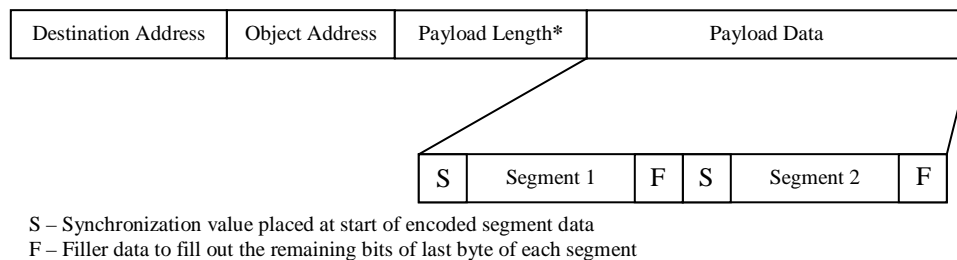 Destination Address Object Address Payload Length* Payload Data
S Segment 1 F S Segment 2 F
S – Synchronization value placed at start of encoded segment data
F – Filler data to fill out the remaining bits of last byte of each segment